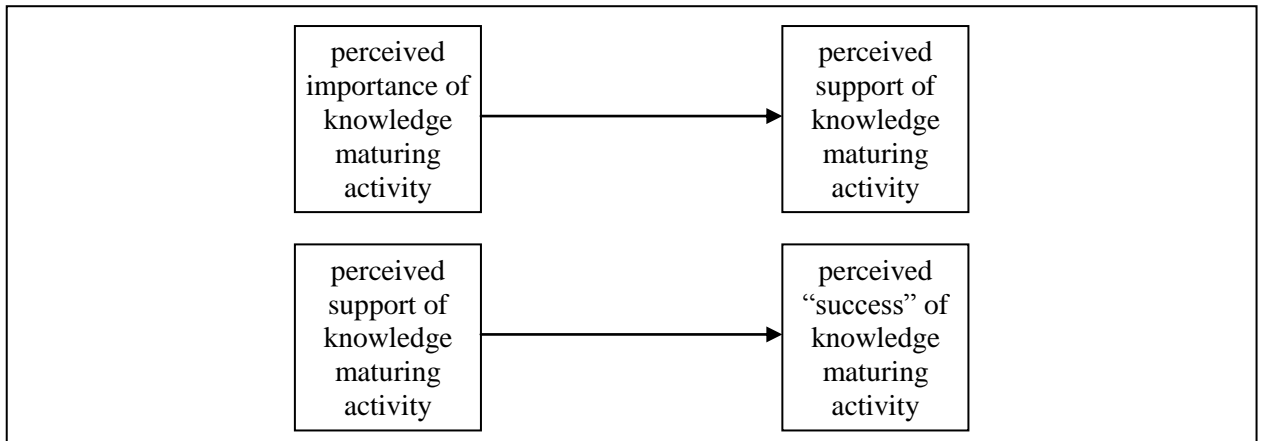 perceived
importance of
knowledge
maturing
activity
perceived
support of
knowledge
maturing
activity
perceived
support of
knowledge
maturing
activity
perceived
“success” of
knowledge
maturing
activity